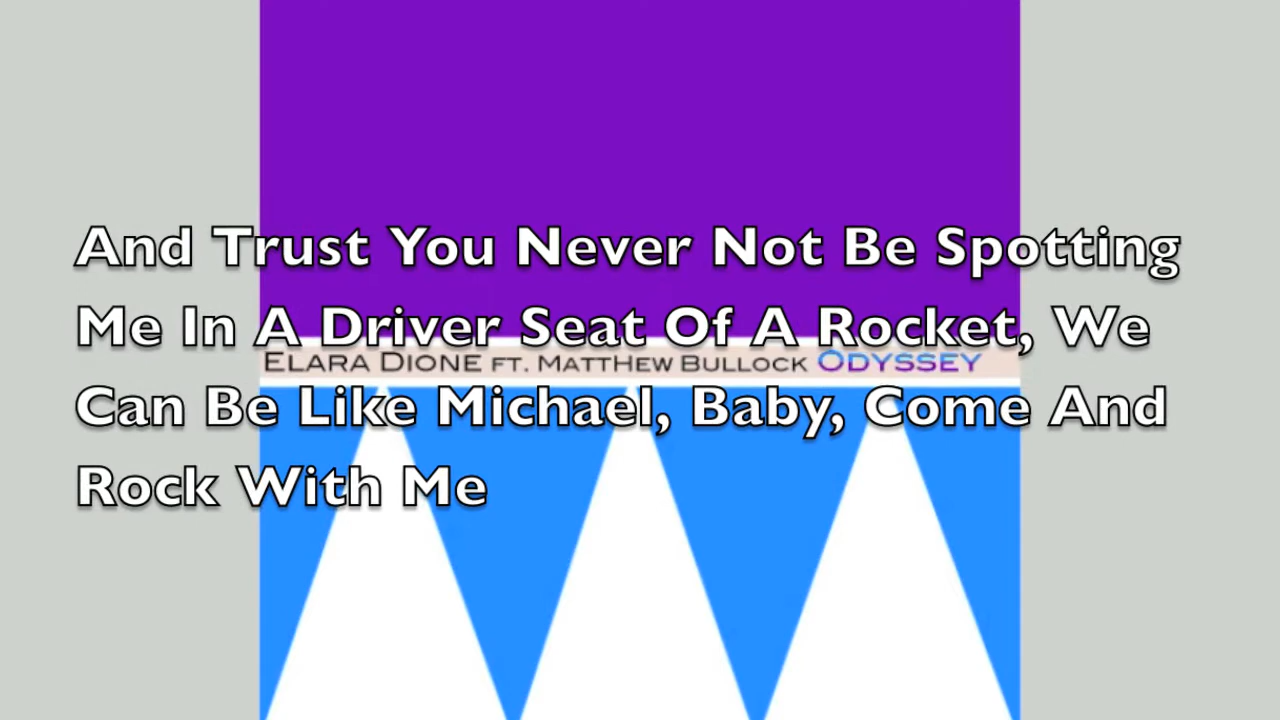 And Trust You Never Not Be Spotting
Me In A Driver Seat Of A Rocket, We
Elara Dione ft. Matthew Bullock Odyssey
Can Be Like Michael, Baby, Come And
Rock With Me